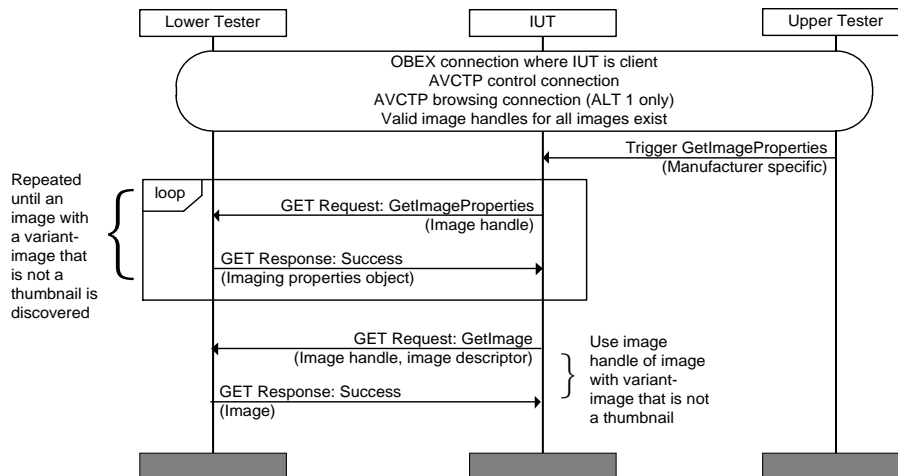 Lower Tester
IUT
Upper Tester
OBEX connection where IUT is client
AVCTP control connection
AVCTP browsing connection (ALT 1 only)
Valid image handles for all images exist
Trigger GetImageProperties
(Manufacturer specific)
Repeated
until an
image with
a variant-
image that
is not a
thumbnail is
discovered
loop
GET Request: GetImageProperties
(Image handle)
GET Response: Success
(Imaging properties object)
GET Request: GetImage
(Image handle, image descriptor)
GET Response: Success
(Image)
Use image
handle of image
with variant-
image that is not
a thumbnail